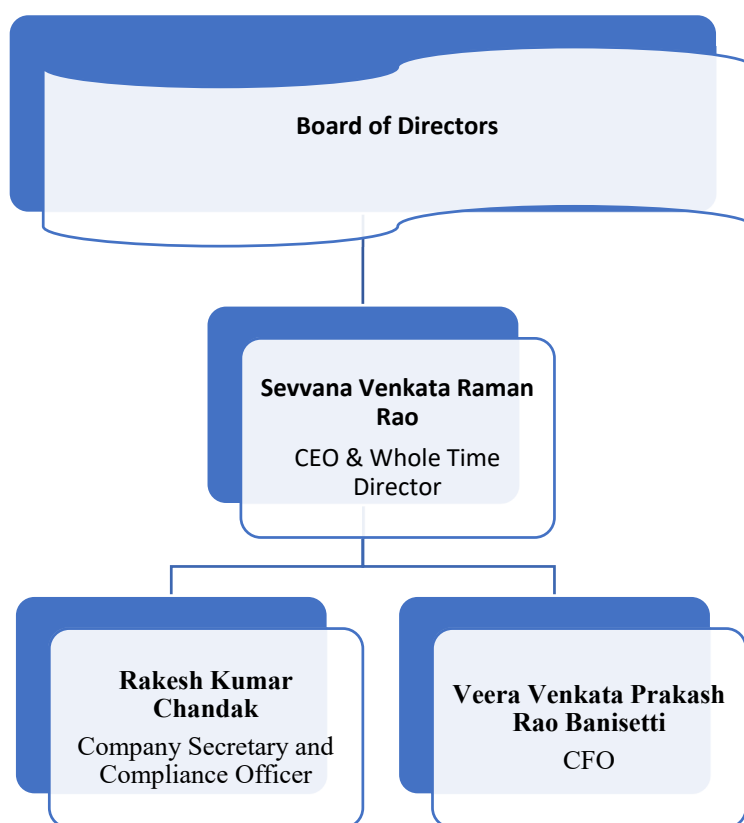 Board of Directors
Sevvana Venkata Raman
Rao
CEO & Whole Time
Director
Rakesh Kumar
Chandak
Company Secretary and
Compliance Officer
Veera Venkata Prakash
Rao Banisetti
CFO